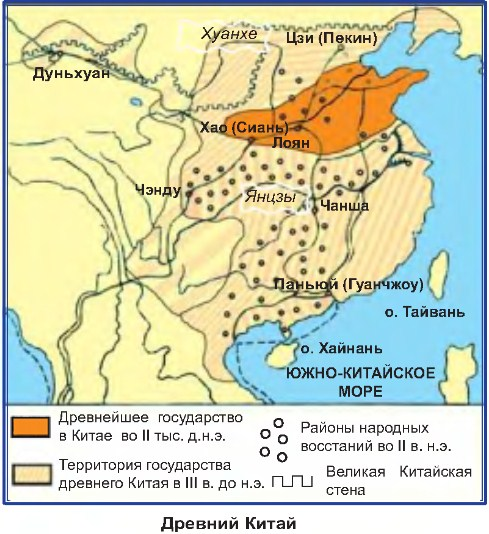 Хуанхе
Цзи (Пекин)
Дуньхуан
Хао (Сиань)
Лоян
Чэнду
Янцзы
Чанша
Паньюй (Гуанчжоу)
о. Тайвань
о. Хайнань
ЮЖНО-КИТАЙСКОЕ
МОРЕ
Древнейшее государство
в Китае во II тыс. д.н.э.
Районы народных
восстаний во II в. н.э.
Территория государства
древнего Китая в III в. до н.э.
Великая Китайская
стена
Древний Китай